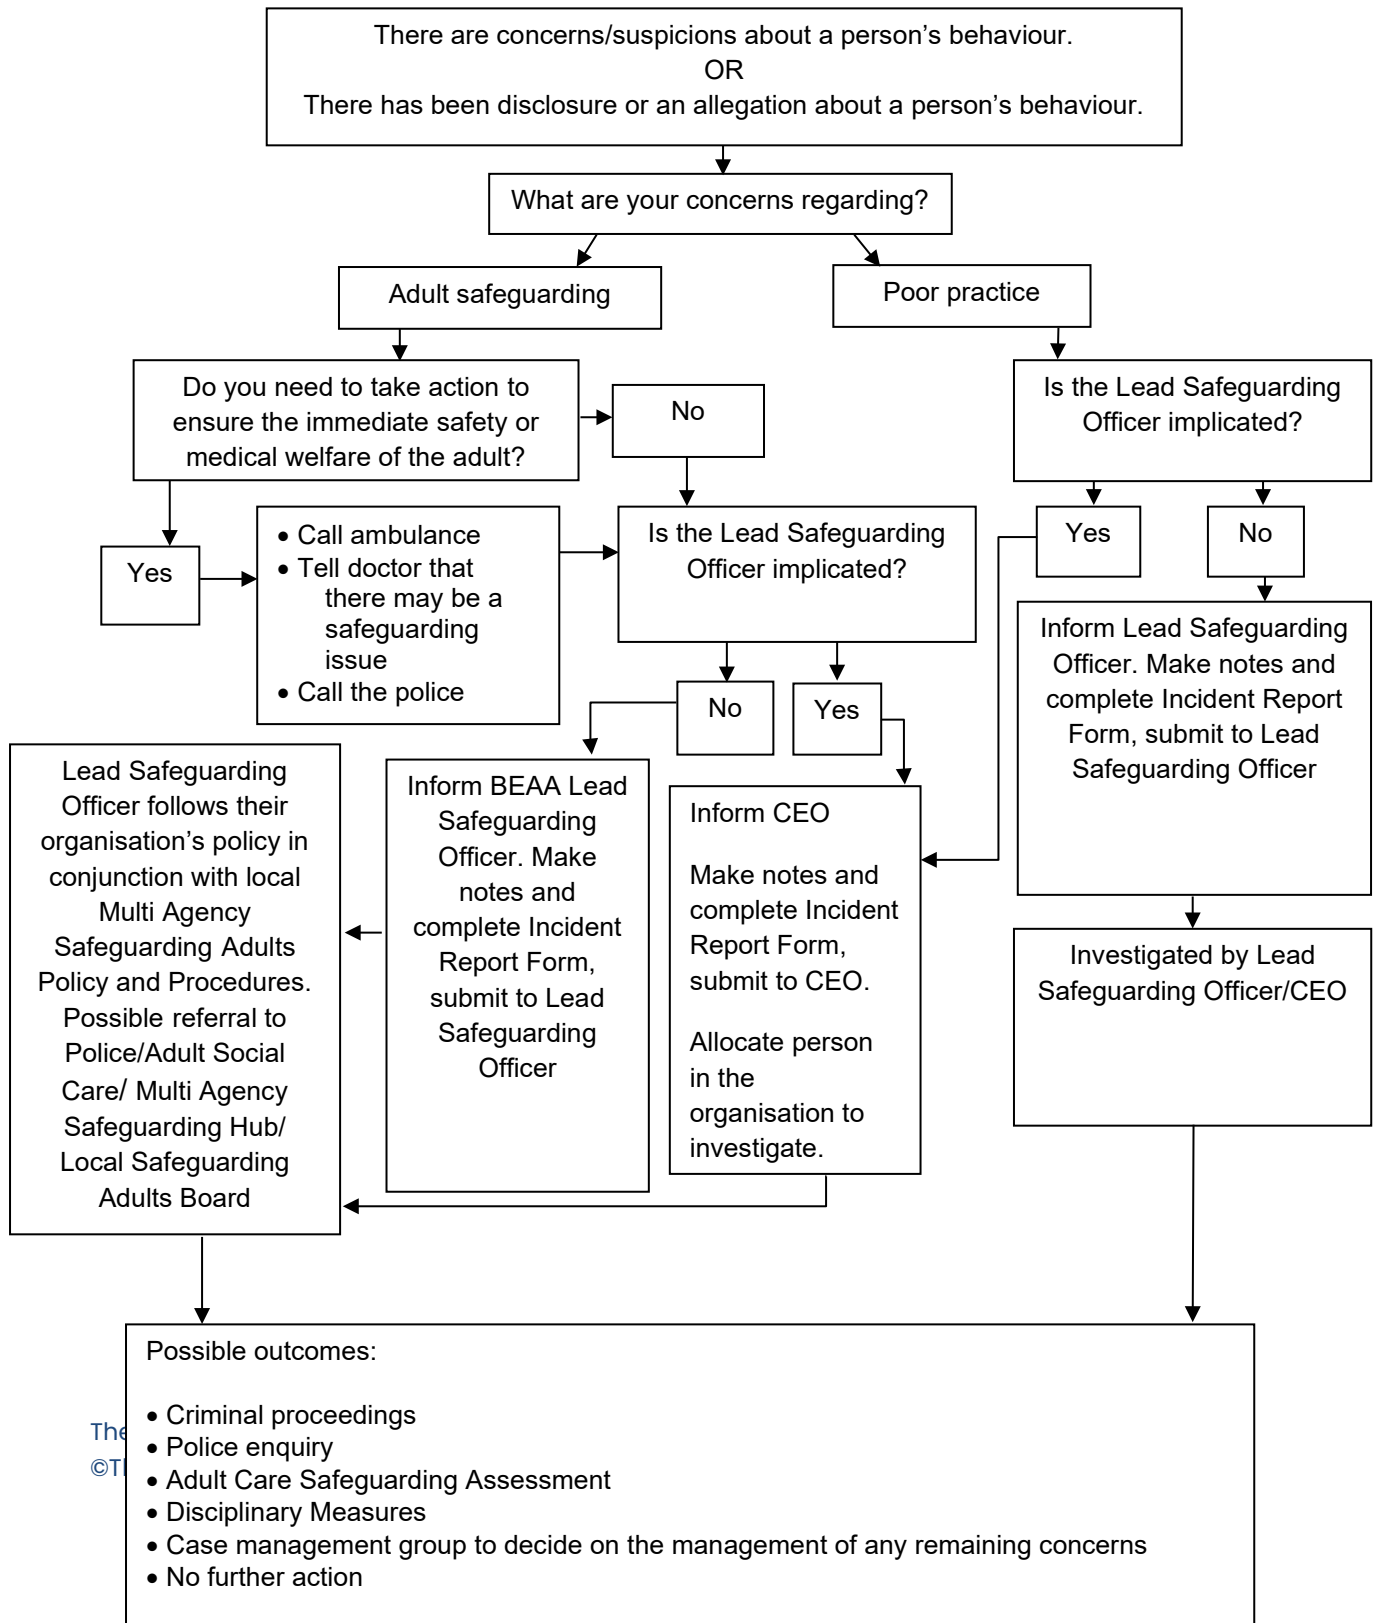 There are concerns/suspicions about a person’s behaviour.
OR
There has been disclosure or an allegation about a person’s behaviour.
What are your concerns regarding?
Adult safeguarding
Poor practice
Do you need to take action to
ensure the immediate safety or
medical welfare of the adult?
No
Is the Lead Safeguarding
Officer implicated?
Yes
• Call ambulance
• Tell doctor that
there may be a
safeguarding
issue
• Call the police
Is the Lead Safeguarding
Officer implicated?
Yes
No
No
Yes
Inform Lead Safeguarding
Officer. Make notes and
complete Incident Report
Form, submit to Lead
Safeguarding Officer
Lead Safeguarding
Officer follows their
organisation’s policy in
conjunction with local
Multi Agency
Safeguarding Adults
Policy and Procedures.
Possible referral to
Police/Adult Social
Care/ Multi Agency
Safeguarding Hub/
Local Safeguarding
Adults Board
Inform BEAA Lead
Safeguarding
Officer. Make
notes and
complete Incident
Report Form,
submit to Lead
Safeguarding
Officer
Inform CEO
Make notes and
complete Incident
Report Form,
submit to CEO.
Allocate person
in the
organisation to
investigate.
Investigated by Lead
Safeguarding Officer/CEO
Possible outcomes:
• Criminal proceedings
• Police enquiry
• Adult Care Safeguarding Assessment
• Disciplinary Measures
• Case management group to decide on the management of any remaining concerns
• No further action
The